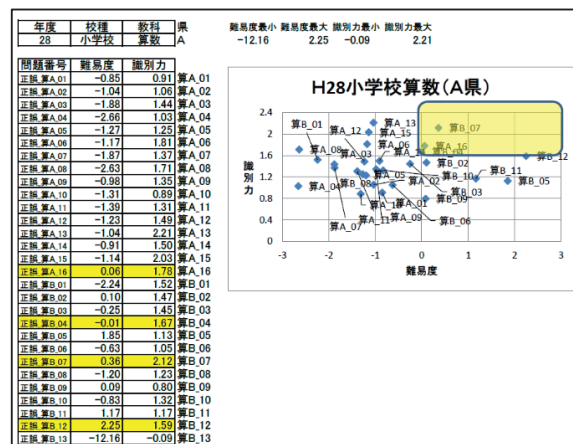 年度 校種 教科 県 難易度最小 難易度最大 識別力最小 識別力最大
28 小学校 算数 A -12.16 2.25 -0.09 2.21
問題番号 難易度 識別力
正誤_算A_01 -0.85 0.91 算A_01
正誤_算A_02 -1.04 1.06 算A_02
正誤_算A_03 -1.88 1.44 算A_03
正誤_算A_04 -2.66 1.03 算A_04
正誤_算A_05 -1.27 1.25 算A_05
正誤_算A_06 -1.17 1.81 算A_06
正誤_算A_07 -1.87 1.37 算A_07
正誤_算A_08 -2.63 1.71 算A_08
正誤_算A_09 -0.98 1.35 算A_09
正誤_算A_10 -1.31 0.89 算A_10
正誤_算A_11 -1.39 1.31 算A_11
正誤_算A_12 -1.23 1.49 算A_12
正誤_算A_13 -1.04 2.21 算A_13
正誤_算A_14 -0.91 1.50 算A_14
正誤_算A_15 -1.14 2.03 算A_15
正誤_算A_16 0.06 1.78 算A_16
正誤_算B_01 -2.24 1.52 算B_01
正誤_算B_02 0.10 1.47 算B_02
正誤_算B_03 -0.25 1.45 算B_03
正誤_算B_04 -0.01 1.67 算B_04
正誤_算B_05 1.85 1.13 算B_05
正誤_算B_06 -0.63 1.05 算B_06
正誤_算B_07 0.36 2.12 算B_07
正誤_算B_08 -1.20 1.23 算B_08
正誤_算B_09 0.09 0.80 算B_09
正誤_算B_10 -0.83 1.32 算B_10
正誤_算B_11 1.17 1.17 算B_11
正誤_算B_12 2.25 1.59 算B_12
正誤_算B_13 -12.16 -0.09 算B_13
H28小学校算数(A県)
2.4
2
1.6
1.2
0.8
0.4
0
識別力
算B_01 算A_12 算A_13 算B_07
算A_15
算A_08 算A_06 算A_16
算A_03 算B_12
算B_02
算A_05 算B_10 算B_11
算A_04 算B_08 算A_02 算B_03 算B_05
算A_10 算A_01 算B_09
算A_11 算A_09 算B_06
算A_07
-3 -2 -1 0 1 2 3
難易度